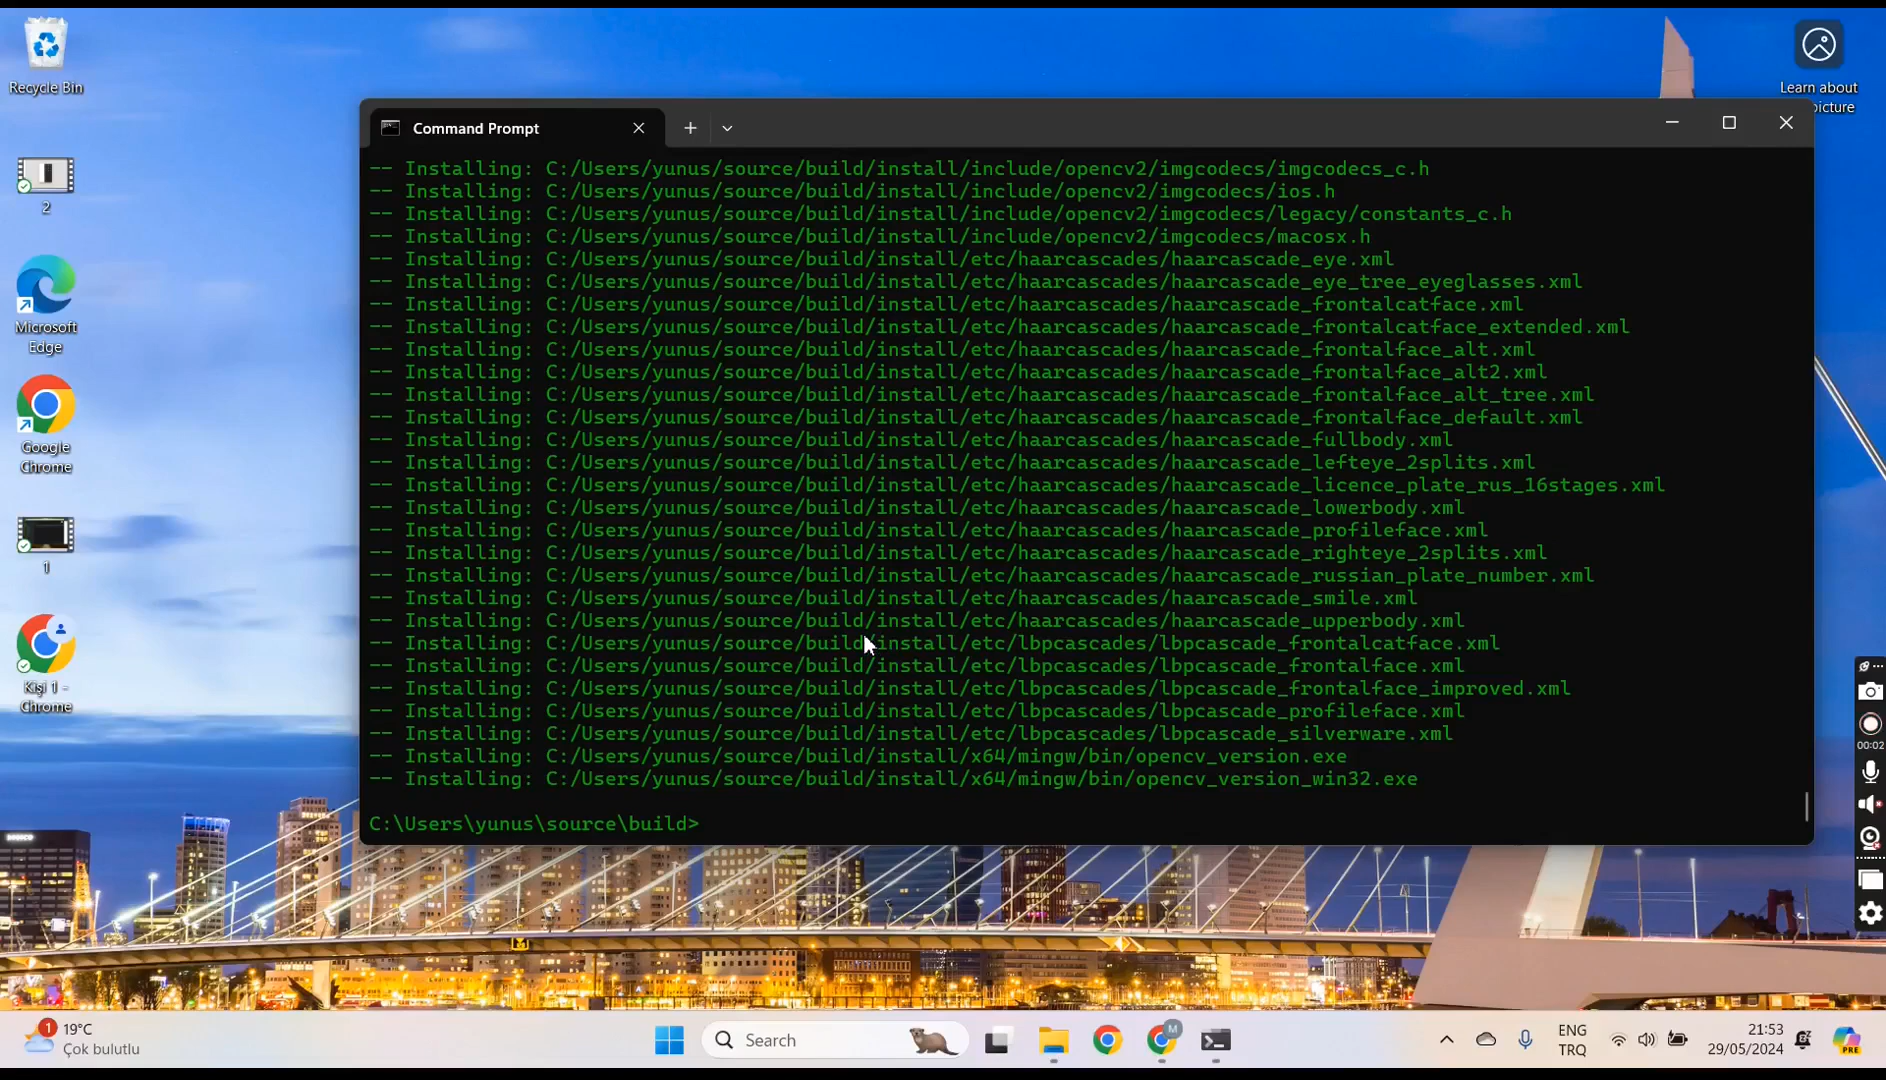 Recycle Bin
2
Microsoft
Edge
Google
Chrome
1
Kişi 1 -
Chrome
Learn about
picture
Command Prompt
-- Installing: C:/Users/yunus/source/build/install/include/opencv2/imgcodecs/imgcodecs_c.h
-- Installing: C:/Users/yunus/source/build/install/include/opencv2/imgcodecs/ios.h
-- Installing: C:/Users/yunus/source/build/install/include/opencv2/imgcodecs/legacy/constants_c.h
-- Installing: C:/Users/yunus/source/build/install/include/opencv2/imgcodecs/macosx.h
-- Installing: C:/Users/yunus/source/build/install/etc/haarcascades/haarcascade_eye.xml
-- Installing: C:/Users/yunus/source/build/install/etc/haarcascades/haarcascade_eye_tree_eyeglasses.xml
-- Installing: C:/Users/yunus/source/build/install/etc/haarcascades/haarcascade_frontalcatface.xml
-- Installing: C:/Users/yunus/source/build/install/etc/haarcascades/haarcascade_frontalcatface_extended.xml
-- Installing: C:/Users/yunus/source/build/install/etc/haarcascades/haarcascade_frontalface_alt.xml
-- Installing: C:/Users/yunus/source/build/install/etc/haarcascades/haarcascade_frontalface_alt2.xml
-- Installing: C:/Users/yunus/source/build/install/etc/haarcascades/haarcascade_frontalface_alt_tree.xml
-- Installing: C:/Users/yunus/source/build/install/etc/haarcascades/haarcascade_frontalface_default.xml
-- Installing: C:/Users/yunus/source/build/install/etc/haarcascades/haarcascade_fullbody.xml
-- Installing: C:/Users/yunus/source/build/install/etc/haarcascades/haarcascade_lefteye_2splits.xml
-- Installing: C:/Users/yunus/source/build/install/etc/haarcascades/haarcascade_licence_plate_rus_16stages.xml
-- Installing: C:/Users/yunus/source/build/install/etc/haarcascades/haarcascade_lowerbody.xml
-- Installing: C:/Users/yunus/source/build/install/etc/haarcascades/haarcascade_profileface.xml
-- Installing: C:/Users/yunus/source/build/install/etc/haarcascades/haarcascade_righteye_2splits.xml
-- Installing: C:/Users/yunus/source/build/install/etc/haarcascades/haarcascade_russian_plate_number.xml
-- Installing: C:/Users/yunus/source/build/install/etc/haarcascades/haarcascade_smile.xml
-- Installing: C:/Users/yunus/source/build/install/etc/haarcascades/haarcascade_upperbody.xml
-- Installing: C:/Users/yunus/source/build/install/etc/lbpcascades/lbpcascade_frontalcatface.xml
-- Installing: C:/Users/yunus/source/build/install/etc/lbpcascades/lbpcascade_frontalface.xml
-- Installing: C:/Users/yunus/source/build/install/etc/lbpcascades/lbpcascade_frontalface_improved.xml
-- Installing: C:/Users/yunus/source/build/install/etc/lbpcascades/lbpcascade_profileface.xml
-- Installing: C:/Users/yunus/source/build/install/etc/lbpcascades/lbpcascade_silverware.xml
-- Installing: C:/Users/yunus/source/build/install/x64/mingw/bin/opencv_version.exe
-- Installing: C:/Users/yunus/source/build/install/x64/mingw/bin/opencv_version_win32.exe
C:\Users\yunus\source\build>
00:02
1
19°C
Çok bulutlu
Search
M
ENG
TRQ
21:53
29/05/2024
PRE